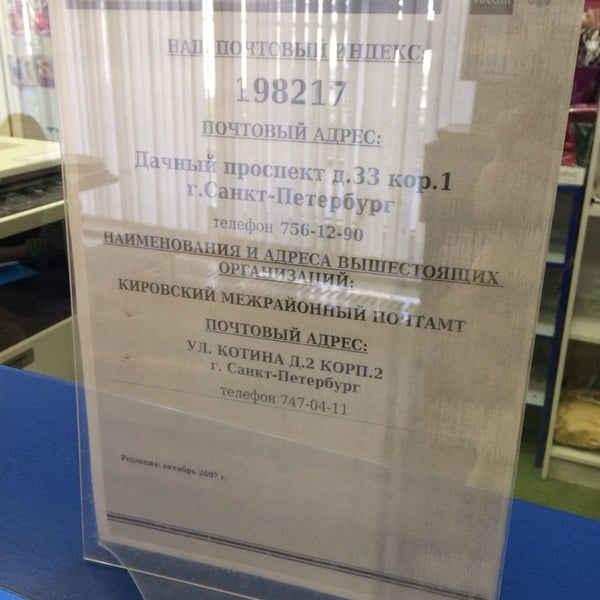 РОССИИ
НАШ ПОЧТОВЫЙ ИНДЕКС
198217
ПОЧТОВЫЙ АДРЕС:
Дачный проспект д.33 кор.1
г.Санкт-Петербург
телефон 756-12-90
НАИМЕНОВАНИЯ И АДРЕСА ВЫШЕСТОЯЩИХ
ОРГАНИЗАЦИЙ:
КИРОВСКИЙ МЕЖРАЙОННЫЙ ПОЧТАМТ
ПОЧТОВЫЙ АДРЕС:
УЛ. КОТИНА Д.2 КОРП.2
г. Санкт-Петербург
телефон 747-04-11
Редакция: октябрь 2007 г.